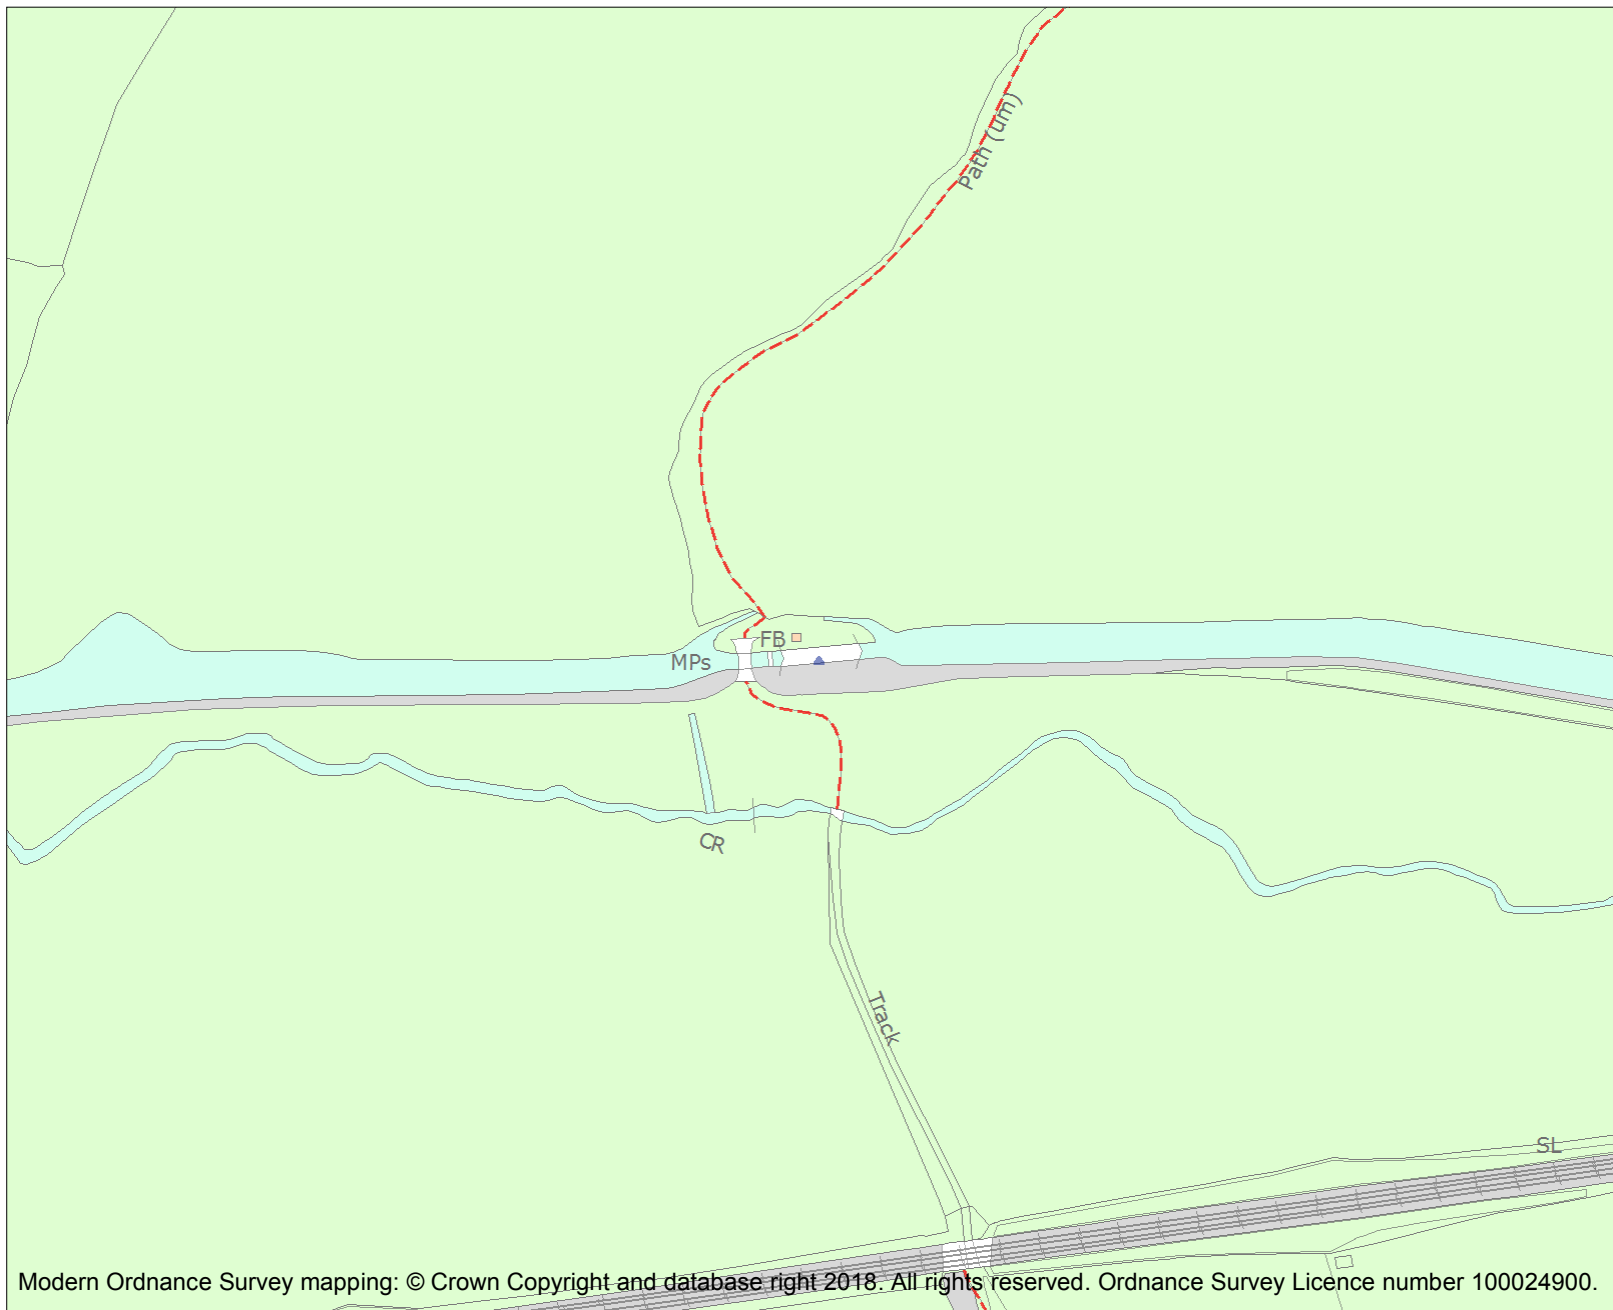 Path (um)
FB
MPs
CR
Track
SL
Modern Ordnance Survey mapping: © Crown Copyright and database right 2018. All rights reserved. Ordnance Survey Licence number 100024900.